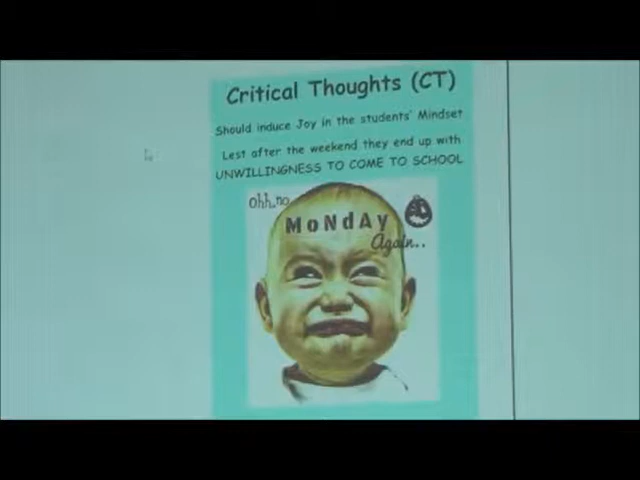 Critical Thoughts (CT)
Should induce Joy in the students' Mindset
Lest after the weekend they end up with
UNWILLINGNESS TO COME TO SCHOOL
Ohh..no
MoNdAy
Again..